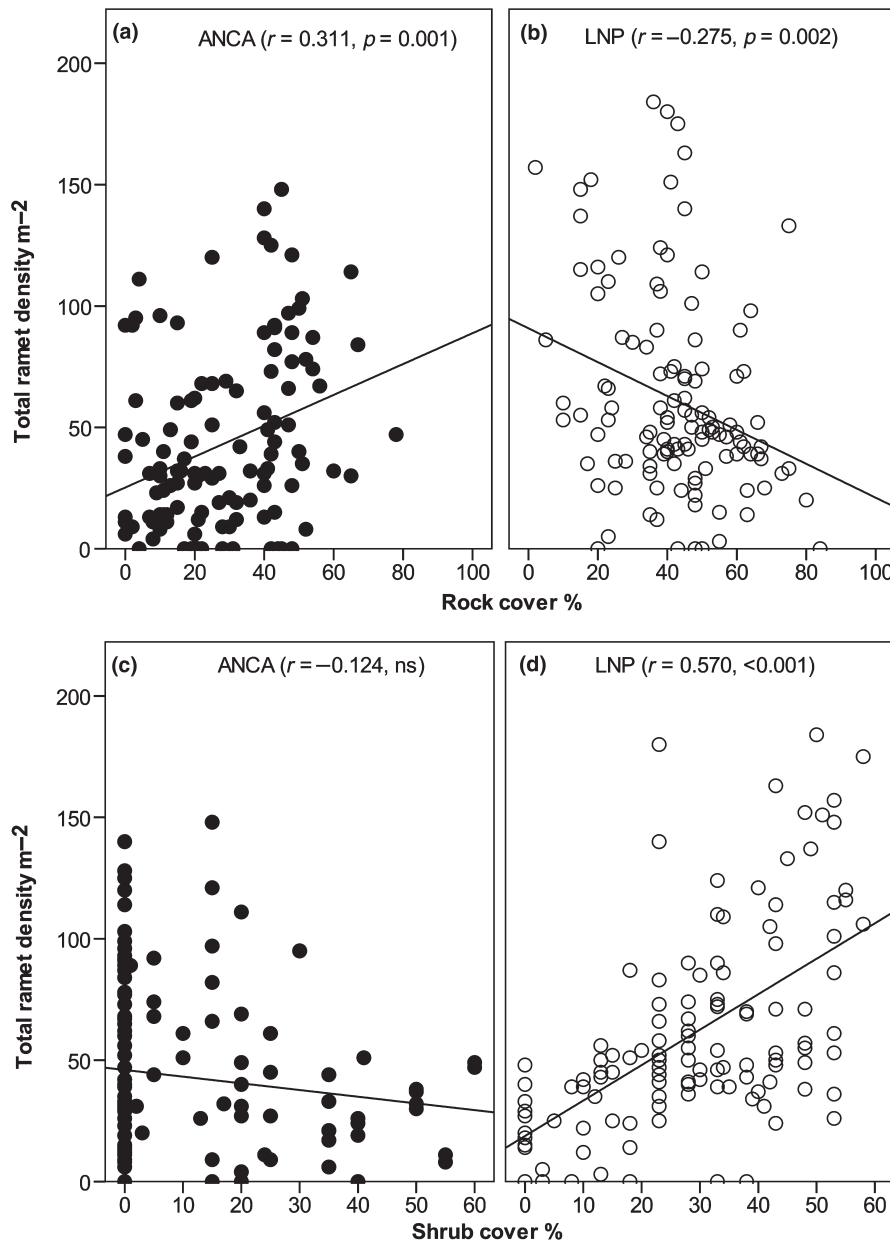 (a) ANCA (r = 0.311, p = 0.001)
(b) LNP (r = −0.275, p = 0.002)
200
150
100
50
0
Total ramet density m−2
0 20 40 60 80 100
0 20 40 60 80 100
Rock cover %
(c) ANCA (r = −0.124, ns)
(d) LNP (r = 0.570, <0.001)
200
150
100
50
0
Total ramet density m−2
0 10 20 30 40 50 60
0 10 20 30 40 50 60
Shrub cover %